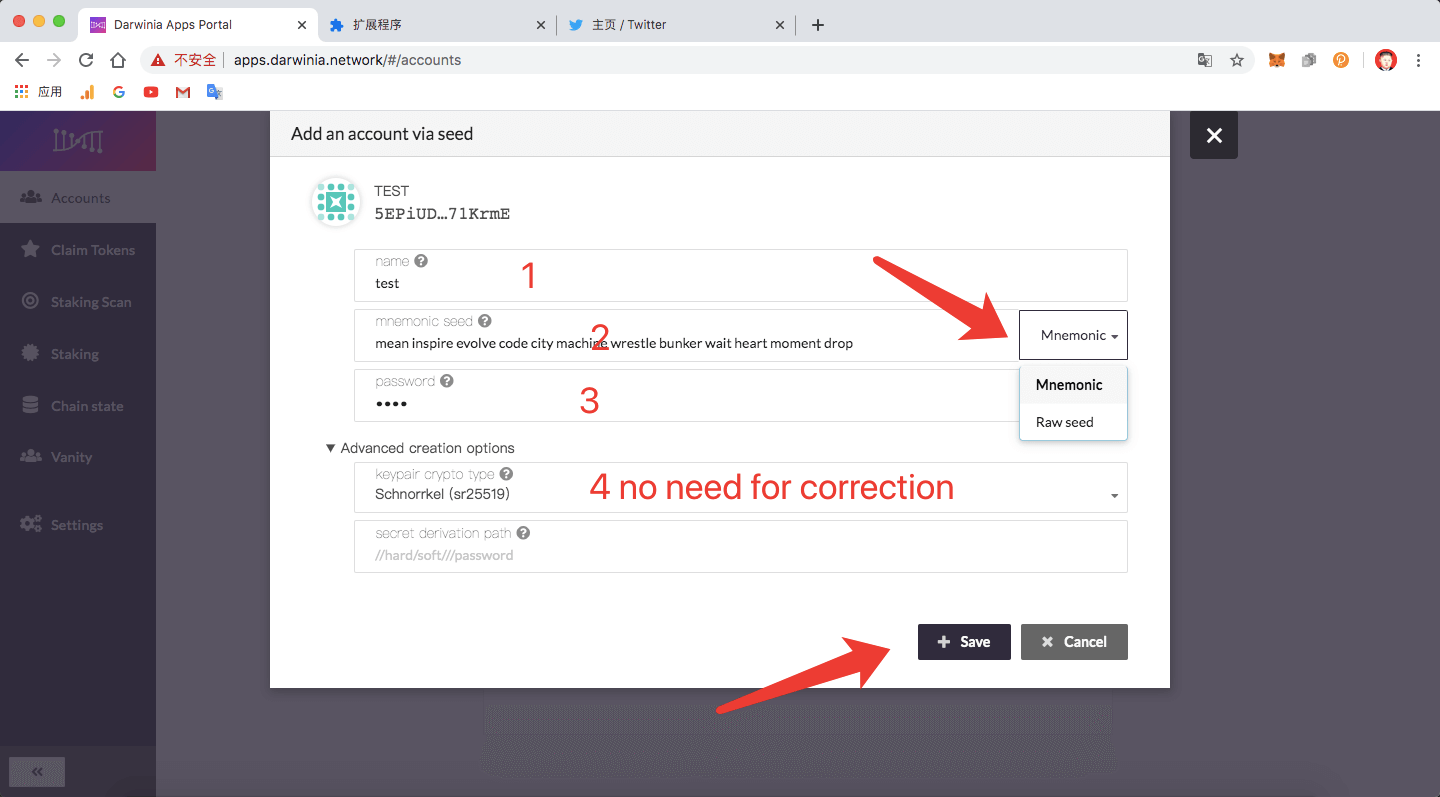 Darwinia Apps Portal
扩展程序
主页 / Twitter
不安全
apps.darwinia.network/#/accounts
应用
Add an account via seed
Accounts
Claim Tokens
Staking Scan
Staking
Chain state
Vanity
Settings
TEST
5EPiUD…71KrmE
name
1
test
mnemonic seed
2
mean inspire evolve code city machine wrestle bunker wait heart moment drop
Mnemonic
Mnemonic
Raw seed
password
3
••••
Advanced creation options
keypair crypto type
Schnorrkel (sr25519)
4 no need for correction
secret derivation path
//hard/soft///password
Save
Cancel